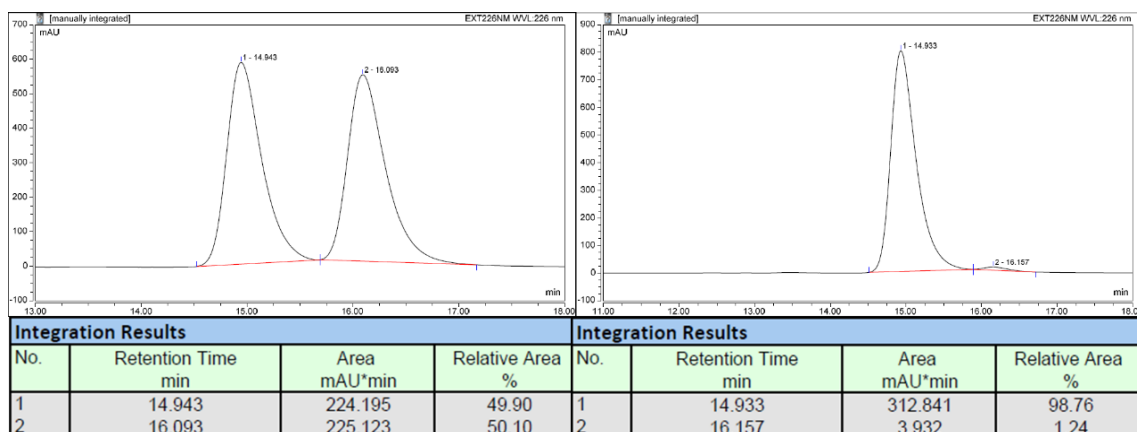 [manually integrated] EXT226NM WVL:226 nm
700
mAU
600
500
400
300
200
100
0
-100
1 - 14.943
2 - 16.093
min
13.00 14.00 15.00 16.00 17.00 18.00
[manually integrated] EXT226NM WVL:226 nm
900
mAU
800
700
600
500
400
300
200
100
0
-100
1 - 14.933
2 - 16.157
min
11.00 12.00 13.00 14.00 15.00 16.00 17.00 18.0
Integration Results
No. Retention Time Area Relative Area
min mAU*min %
1 14.943 224.195 49.90
2 16.093 225.123 50.10
Integration Results
No. Retention Time Area Relative Area
min mAU*min %
1 14.933 312.841 98.76
2 16.157 3.932 1.24